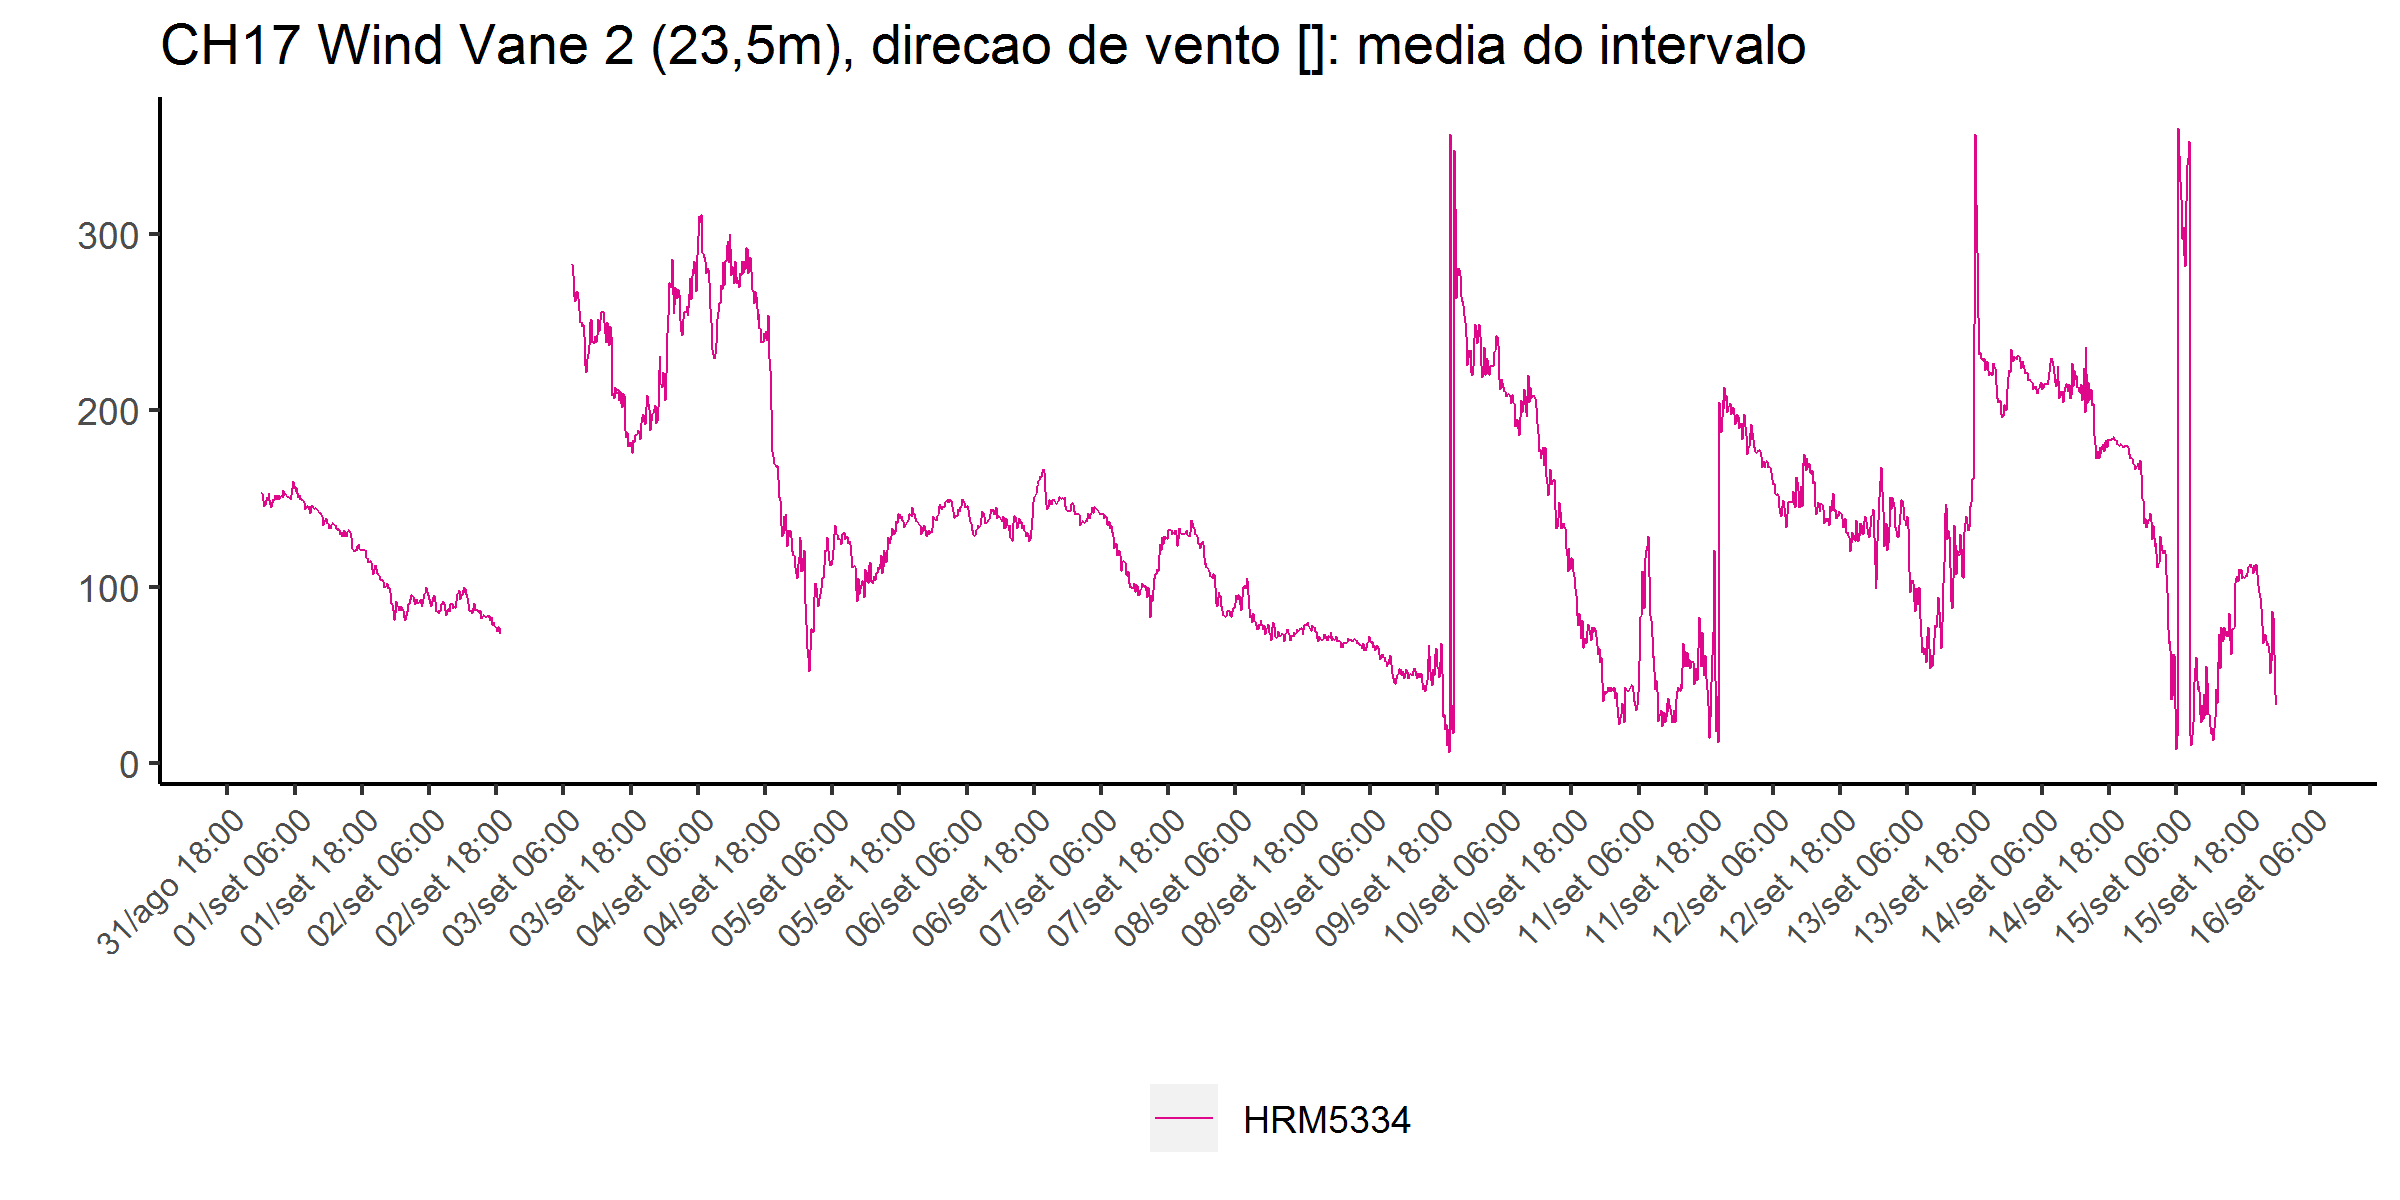 CH17 Wind Vane 2 (23,5m), direcao de vento []: media do intervalo
300
200
100
0
31/ago 18:00
01/set 06:00
01/set 18:00
02/set 06:00
02/set 18:00
03/set 06:00
03/set 18:00
04/set 06:00
04/set 18:00
05/set 06:00
05/set 18:00
06/set 06:00
06/set 18:00
07/set 06:00
07/set 18:00
08/set 06:00
08/set 18:00
09/set 06:00
09/set 18:00
10/set 06:00
10/set 18:00
11/set 06:00
11/set 18:00
12/set 06:00
12/set 18:00
13/set 06:00
13/set 18:00
14/set 06:00
14/set 18:00
15/set 06:00
15/set 18:00
16/set 06:00
HRM5334